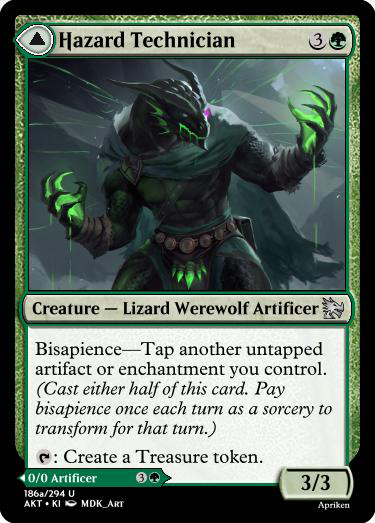 Hazard Technician 3
Creature — Lizard Werewolf Artificer
Bisapience—Tap another untapped
artifact or enchantment you control.
(Cast either half of this card. Pay
bisapience once each turn as a sorcery to
transform for that turn.)
: Create a Treasure token.
0/0 Artificer 3
3/3
186a/294 U
AKT • KI MDK_Art
Apriken